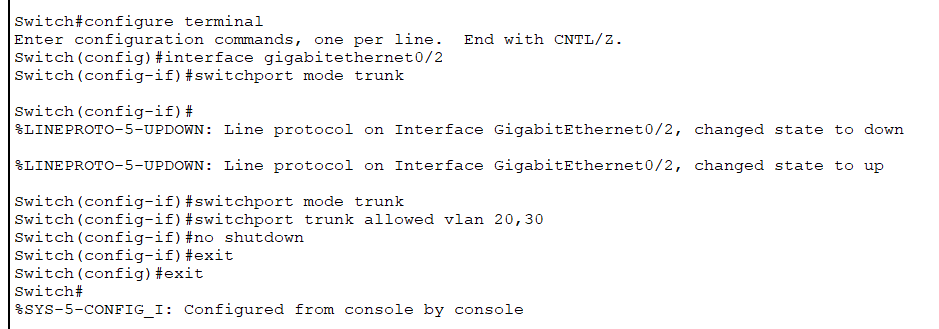 Switch#configure terminal
Enter configuration commands, one per line.  End with CNTL/Z.
Switch(config)#interface gigabitethernet0/2
Switch(config-if)#switchport mode trunk
Switch(config-if)#
%LINEPROTO-5-UPDOWN: Line protocol on Interface GigabitEthernet0/2, changed state to down
%LINEPROTO-5-UPDOWN: Line protocol on Interface GigabitEthernet0/2, changed state to up
Switch(config-if)#switchport mode trunk
Switch(config-if)#switchport trunk allowed vlan 20,30
Switch(config-if)#no shutdown
Switch(config-if)#exit
Switch(config)#exit
Switch#
%SYS-5-CONFIG_I: Configured from console by console